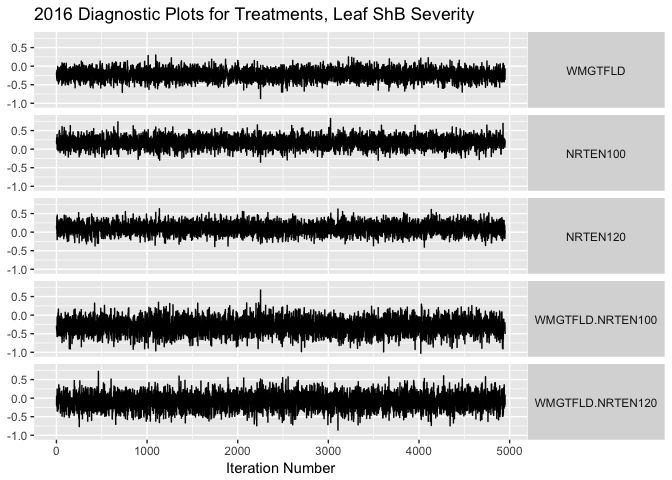 2016 Diagnostic Plots for Treatments, Leaf ShB Severity
0.5
0.0
-0.5
-1.0
WMGTFLD
0.5
0.0
-0.5
-1.0
NRTEN100
0.5
0.0
-0.5
-1.0
NRTEN120
0.5
0.0
-0.5
-1.0
WMGTFLD.NRTEN100
0.5
0.0
-0.5
-1.0
WMGTFLD.NRTEN120
0 1000 2000 3000 4000 5000
Iteration Number